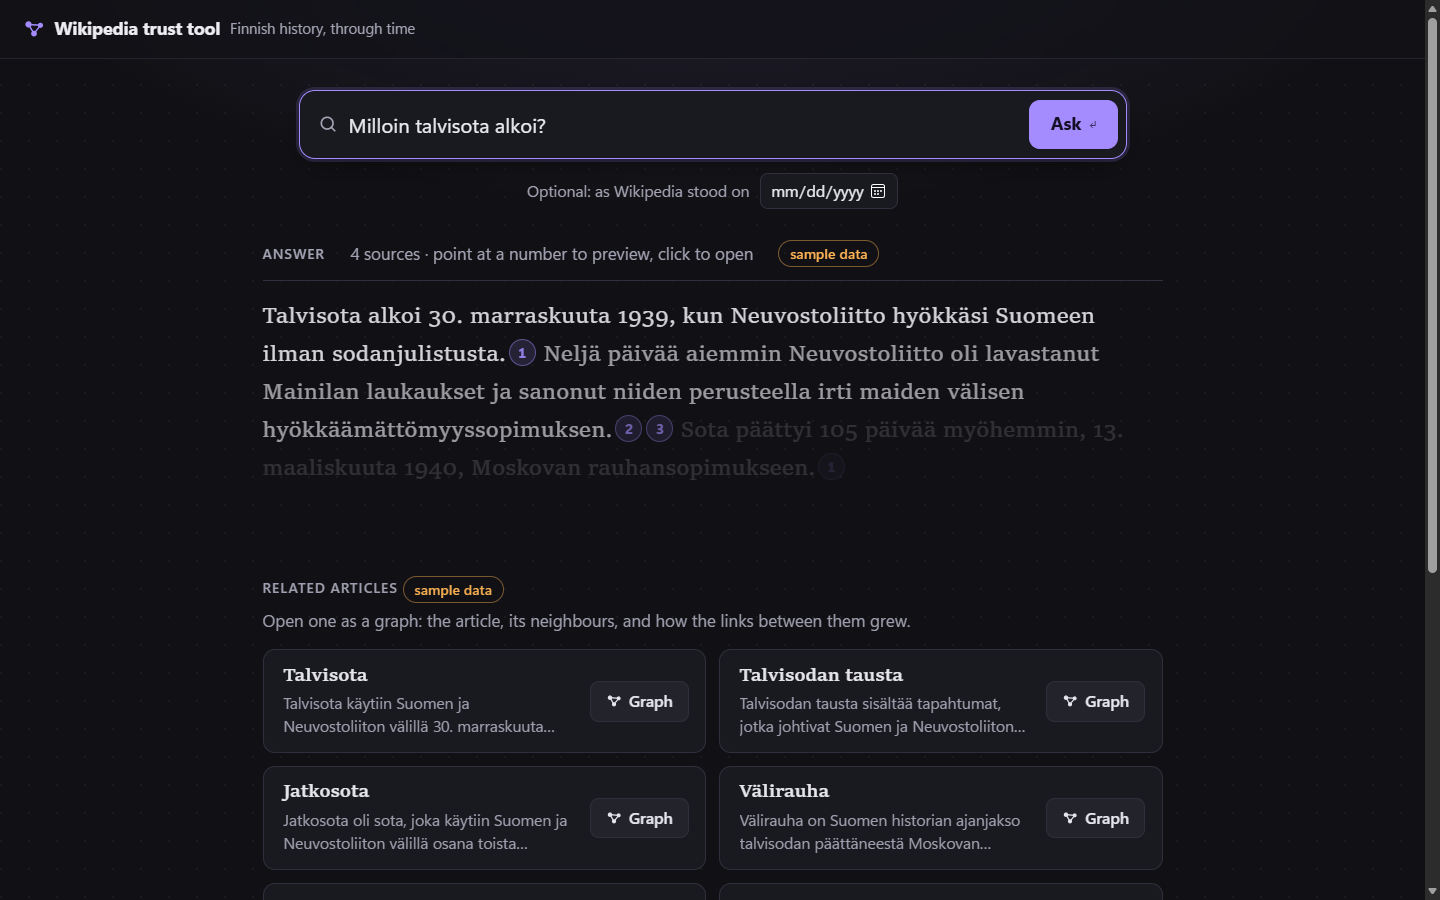 Wikipedia trust tool Finnish history, through time
Milloin talvisota alkoi?
Ask
Optional: as Wikipedia stood on mm/dd/yyyy
ANSWER 4 sources · point at a number to preview, click to open sample data
Talvisota alkoi 30. marraskuuta 1939, kun Neuvostoliitto hyökkäsi Suomeen
ilman sodanjulistusta. 1 Neljä päivää aiemmin Neuvostoliitto oli lavastanut
Mainilan laukaukset ja sanonut niiden perusteella irti maiden välisen
hyökkäämättömyyssopimuksen. 2 3 Sota päättyi 105 päivää myöhemmin, 13.
maaliskuuta 1940, Moskovan rauhansopimukseen. 1
RELATED ARTICLES sample data
Open one as a graph: the article, its neighbours, and how the links between them grew.
Talvisota
Talvisota käytiin Suomen ja
Neuvostoliiton välillä 30. marraskuuta...
Graph
Talvisodan tausta
Talvisodan tausta sisältää tapahtumat,
jotka johtivat Suomen ja Neuvostoliiton...
Graph
Jatkosota
Jatkosota oli sota, joka käytiin Suomen ja
Neuvostoliiton välillä osana toista...
Graph
Välirauha
Välirauha on Suomen historian ajanjakso
talvisodan päättäneestä Moskovan...
Graph